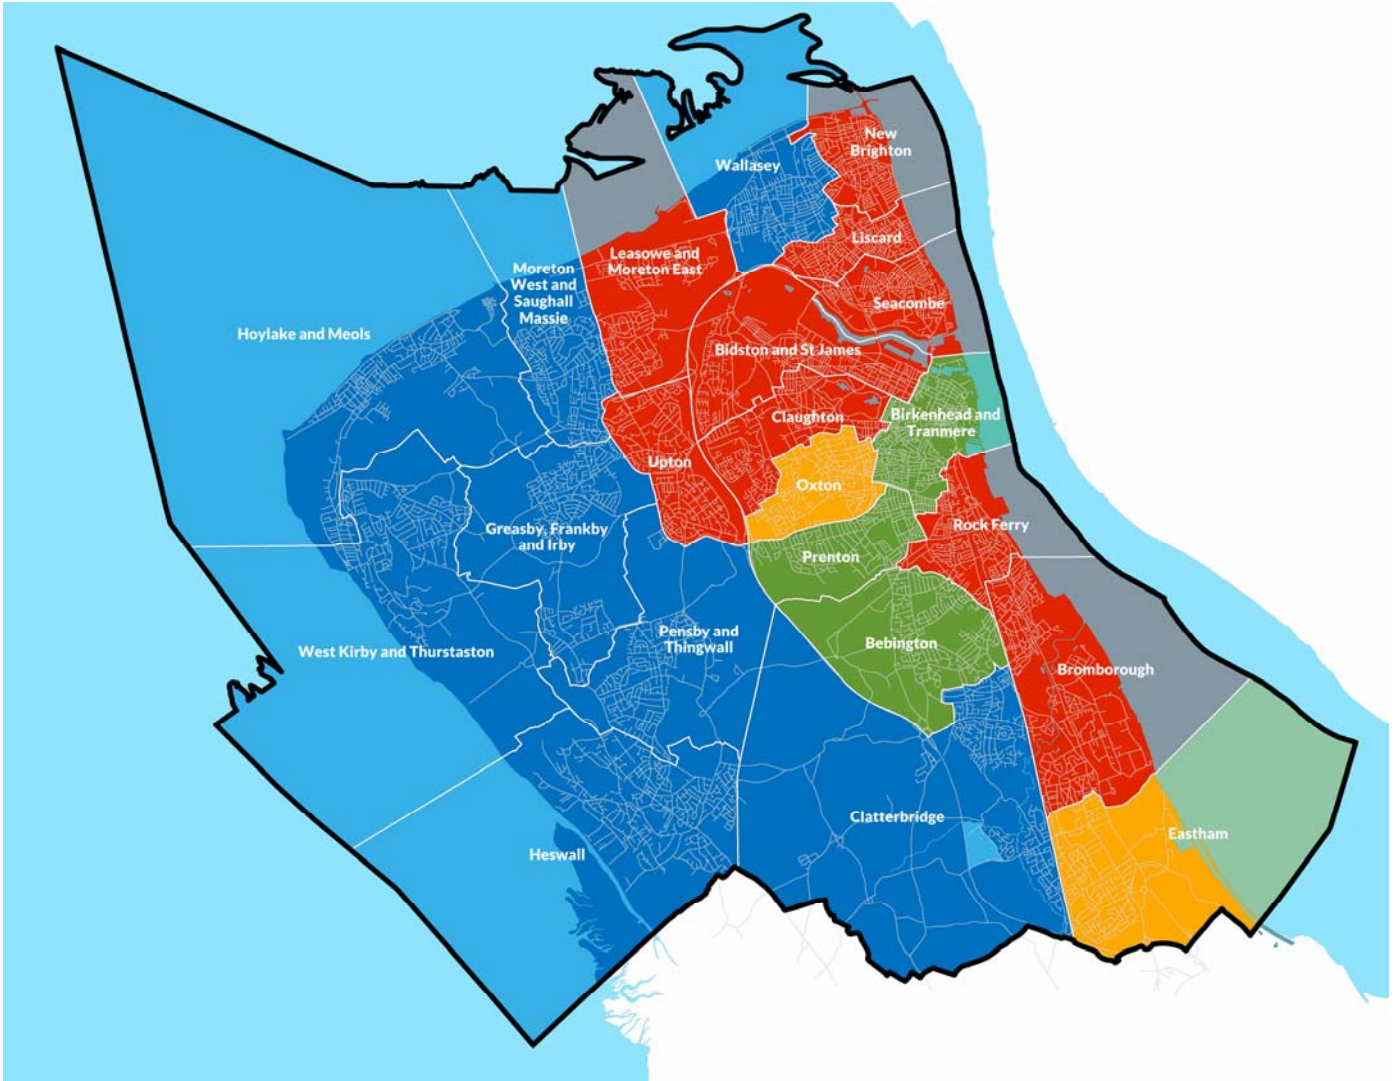 New
Brighton
Wallasey
Liscard
Leasowe and
Moreton East
Moreton
West and
Saughall
Massie
Seacombe
Hoylake and Meols
Bidston and St James
Claughton
Birkenhead and
Tranmere
Upton
Oxton
Rock Ferry
Greasby, Frankby
and Irby
Prenton
Pensby and
Thingwall
Bebington
West Kirby and Thurstaston
Bromborough
Clatterbridge
Eastham
Heswall